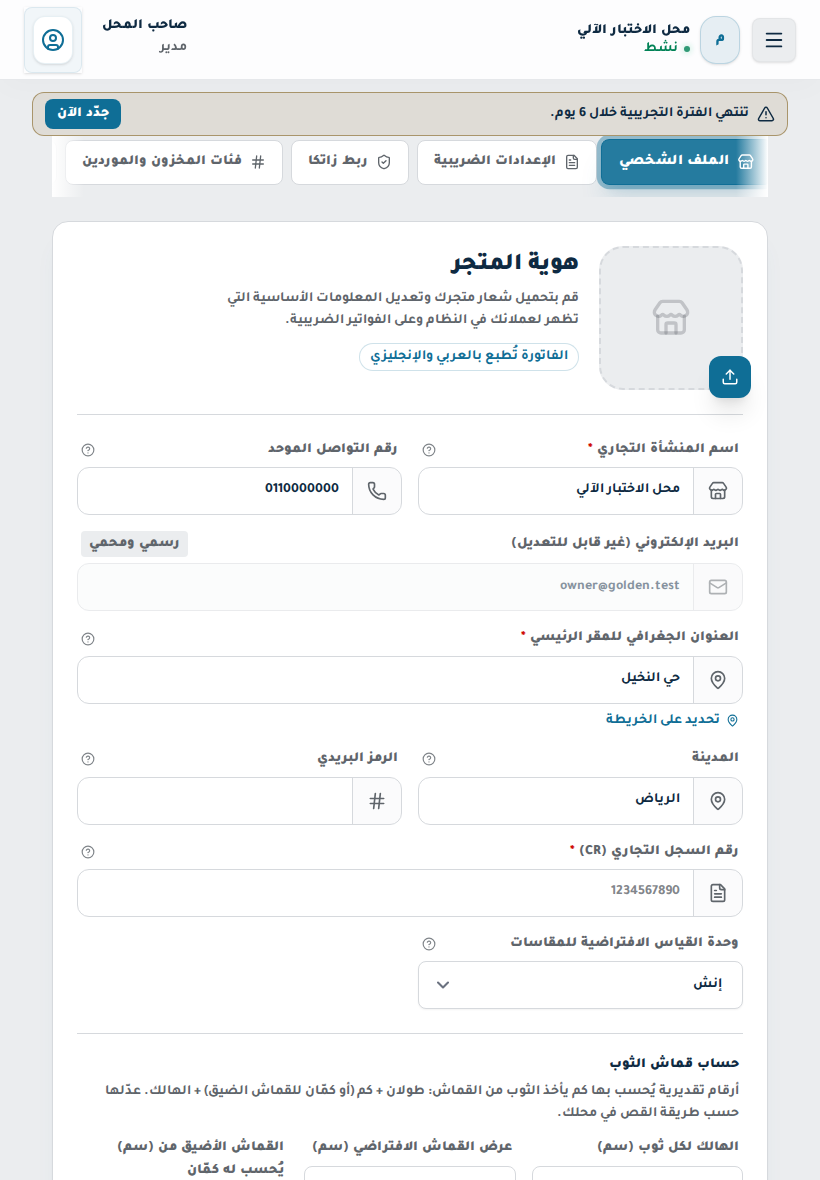 محل الاختبار الآلي
صاحب المحل
م
نشط
مدير
تنتهي الفترة التجريبية خلال 6 يوم.
جدّد الآن
الملف الشخصي
الإعدادات الضريبية
ربط زاتكا
فئات المخزون والموردين
هوية المتجر
قم بتحميل شعار متجرك وتعديل المعلومات الأساسية التي
تظهر لعملائك في النظام وعلى الفواتير الضريبية.
الفاتورة تُطبع بالعربي والإنجليزي
اسم المنشأة التجاري *
رقم التواصل الموحد
محل الاختبار الآلي
0110000000
البريد الإلكتروني (غير قابل للتعديل)
رسمي ومحمي
owner@golden.test
العنوان الجغرافي للمقر الرئيسي *
حي النخيل
تحديد على الخريطة
المدينة
الرمز البريدي
الرياض
رقم السجل التجاري (CR) *
1234567890
وحدة القياس الافتراضية للمقاسات
إنش
حساب قماش الثوب
أرقام تقديرية يُحسب بها كم يأخذ الثوب من القماش: طولان + كم (أو كمّان للقماش الضيق) + الهالك. عدّلها
حسب طريقة القص في محلك.
الهالك لكل ثوب (سم)
عرض القماش الافتراضي (سم)
القماش الأضيق من (سم)
يُحسب له كمّان